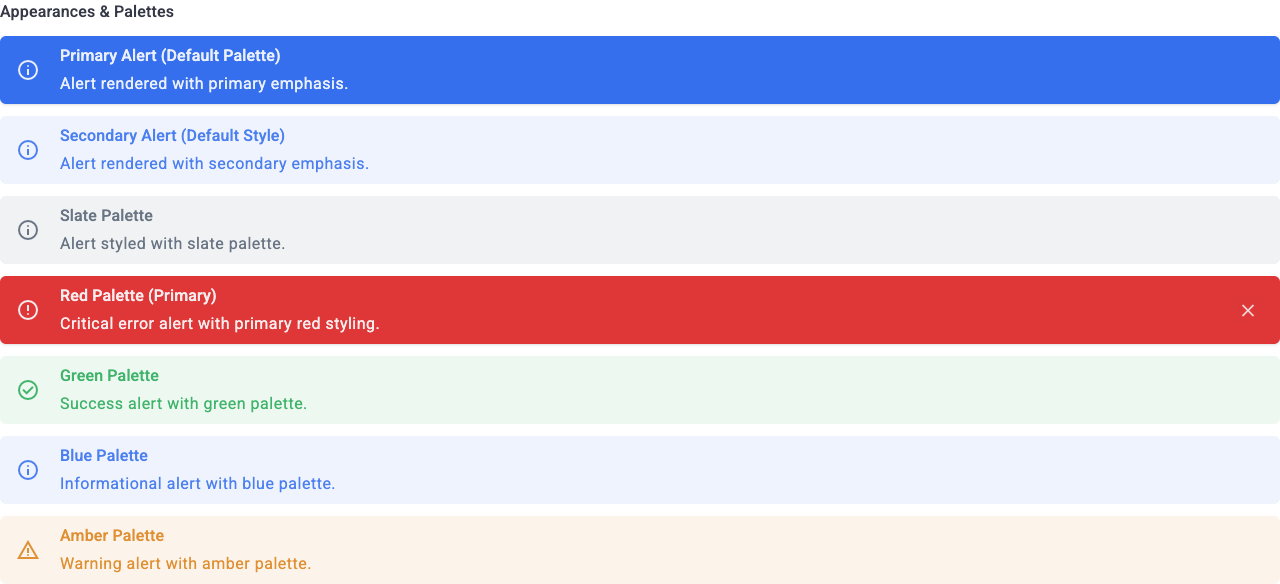 Appearances & Palettes
Primary Alert (Default Palette)
Alert rendered with primary emphasis.
Secondary Alert (Default Style)
Alert rendered with secondary emphasis.
Slate Palette
Alert styled with slate palette.
Red Palette (Primary)
Critical error alert with primary red styling.
Green Palette
Success alert with green palette.
Blue Palette
Informational alert with blue palette.
Amber Palette
Warning alert with amber palette.